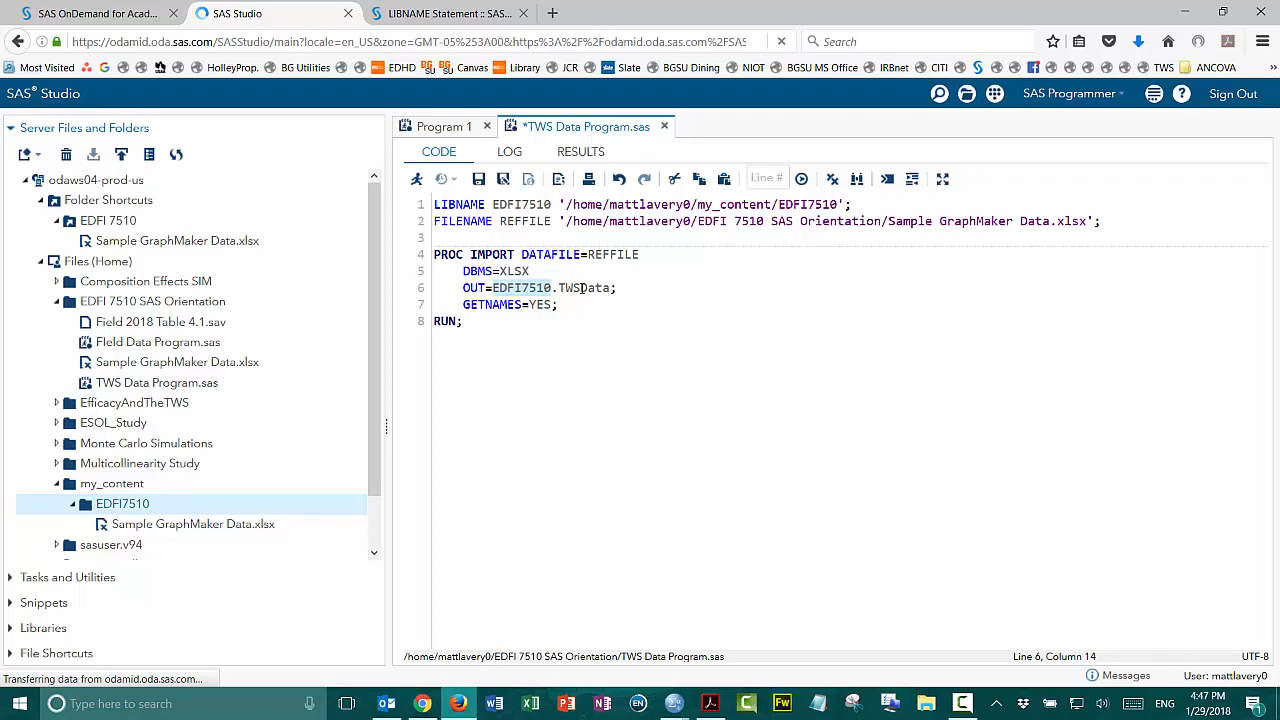 SAS OnDemand for Acad...
SAS Studio
LIBNAME Statement :: SAS...
https://odamid.oda.sas.com/SASStudio/main?locale=en_US&zone=GMT-05%253A00&https%3A%2F%2Fodamid.oda.sas.com%2FSAS
Search
Most Visited
HolleyProp.
BG Utilities
EDHD
Canvas
Library
JCR
Slate
BGSU Dining
NIOT
BGSU MS Office
IRBnet
CITI
TWS
ANCOVA
SAS® Studio
SAS Programmer
Sign Out
Server Files and Folders
odaws04-prod-us
Folder Shortcuts
EDFI 7510
Sample GraphMaker Data.xlsx
Files (Home)
Composition Effects SIM
EDFI 7510 SAS Orientation
Field 2018 Table 4.1.sav
FIeld Data Program.sas
Sample GraphMaker Data.xlsx
TWS Data Program.sas
EfficacyAndTheTWS
ESOL_Study
Monte Carlo Simulations
Multicollinearity Study
my_content
EDFI7510
Sample GraphMaker Data.xlsx
sasuser.v94
Tasks and Utilities
Snippets
Libraries
File Shortcuts
Program 1
*TWS Data Program.sas
CODE LOG RESULTS
Line #
1 LIBNAME EDFI7510 '/home/mattlavery0/my_content/EDFI7510';
2 FILENAME REFFILE '/home/mattlavery0/EDFI 7510 SAS Orientation/Sample GraphMaker Data.xlsx';
3
4 PROC IMPORT DATAFILE=REFFILE
5 DBMS=XLSX
6 OUT=EDFI7510.TWSData;
7 GETNAMES=YES;
8 RUN;
/home/mattlavery0/EDFI 7510 SAS Orientation/TWS Data Program.sas
Line 6, Column 14
UTF-8
Transferring data from odamid.oda.sas.com...
Messages
User: mattlavery0
Type here to search
ENG
4:47 PM
1/29/2018